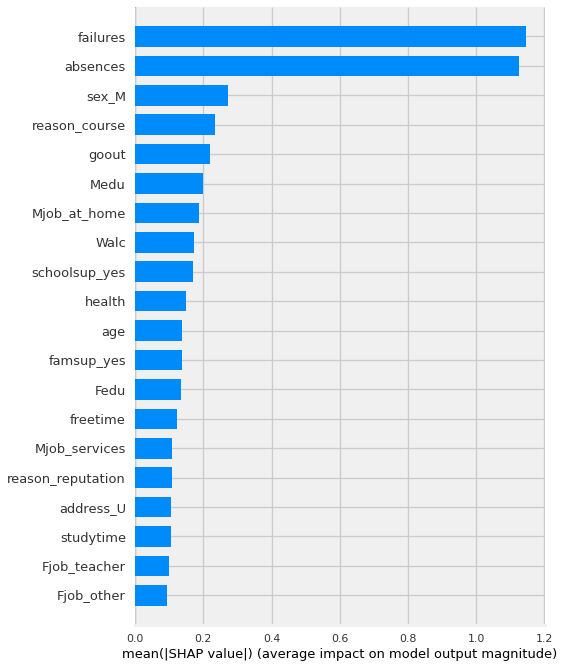 failures
absences
sex_M
reason_course
goout
Medu
Mjob_at_home
Walc
schoolsup_yes
health
age
famsup_yes
Fedu
freetime
Mjob_services
reason_reputation
address_U
studytime
Fjob_teacher
Fjob_other
0.0 0.2 0.4 0.6 0.8 1.0 1.2
mean(|SHAP value|) (average impact on model output magnitude)